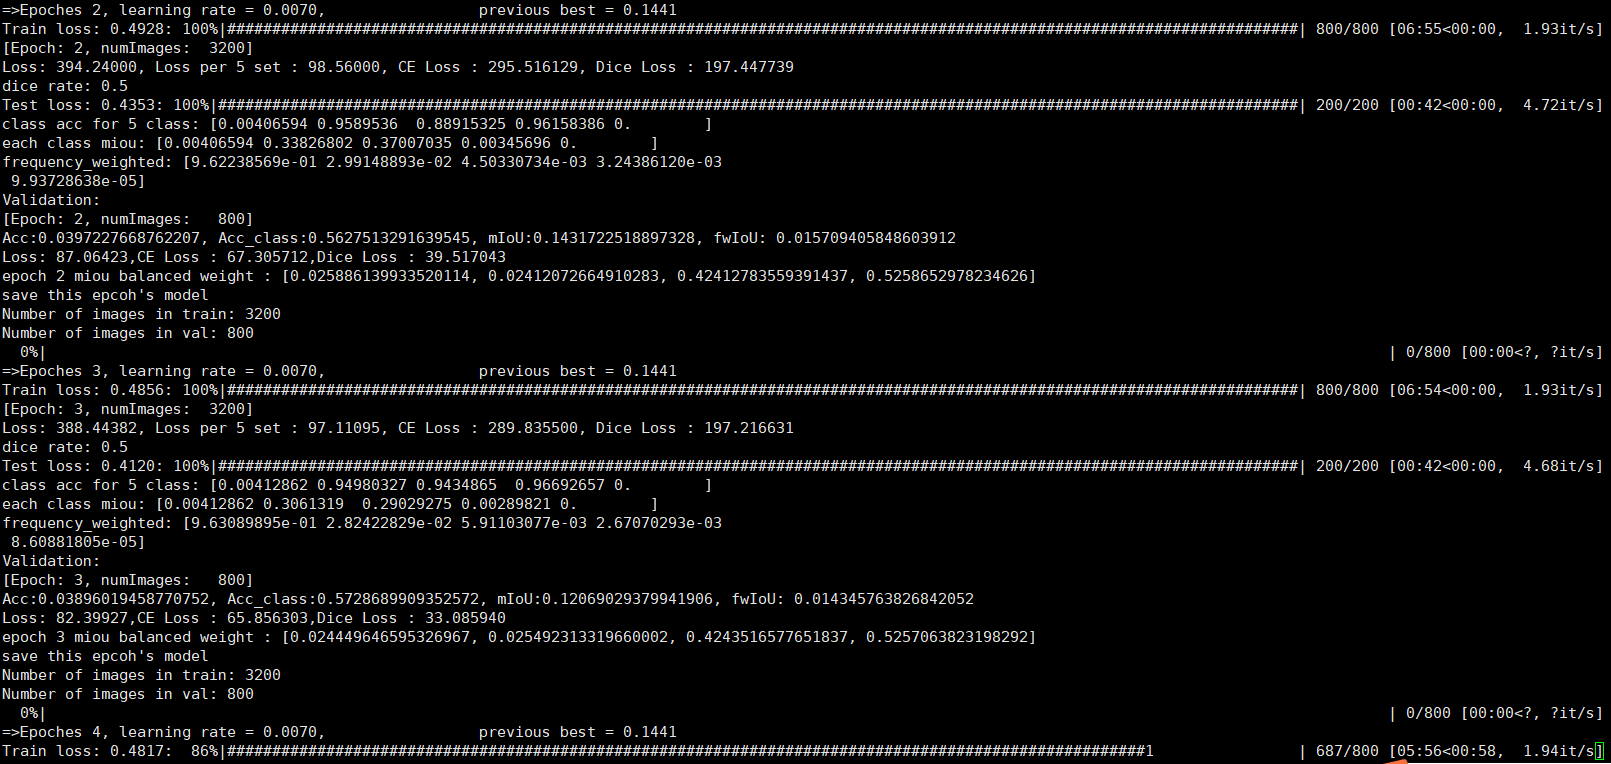 =>Epoches 2, learning rate = 0.0070,                 previous best = 0.1441
Train loss: 0.4928: 100%|#######################################################################################################################| 800/800 [06:55<00:00,  1.93it/s]
[Epoch: 2, numImages:  3200]
Loss: 394.24000, Loss per 5 set : 98.56000, CE Loss : 295.516129, Dice Loss : 197.447739
dice rate: 0.5
Test loss: 0.4353: 100%|########################################################################################################################| 200/200 [00:42<00:00,  4.72it/s]
class acc for 5 class: [0.00406594 0.9589536  0.88915325 0.96158386 0.        ]
each class miou: [0.00406594 0.33826802 0.37007035 0.00345696 0.        ]
frequency_weighted: [9.62238569e-01 2.99148893e-02 4.50330734e-03 3.24386120e-03
 9.93728638e-05]
Validation:
[Epoch: 2, numImages:   800]
Acc:0.0397227668762207, Acc_class:0.5627513291639545, mIoU:0.1431722518897328, fwIoU: 0.015709405848603912
Loss: 87.06423,CE Loss : 67.305712,Dice Loss : 39.517043
epoch 2 miou balanced weight : [0.025886139933520114, 0.02412072664910283, 0.42412783559391437, 0.5258652978234626]
save this epcoh's model
Number of images in train: 3200
Number of images in val: 800
  0%|                                                                                                                                                     | 0/800 [00:00<?, ?it/s]
=>Epoches 3, learning rate = 0.0070,                 previous best = 0.1441
Train loss: 0.4856: 100%|#######################################################################################################################| 800/800 [06:54<00:00,  1.93it/s]
[Epoch: 3, numImages:  3200]
Loss: 388.44382, Loss per 5 set : 97.11095, CE Loss : 289.835500, Dice Loss : 197.216631
dice rate: 0.5
Test loss: 0.4120: 100%|########################################################################################################################| 200/200 [00:42<00:00,  4.68it/s]
class acc for 5 class: [0.00412862 0.94980327 0.9434865  0.96692657 0.        ]
each class miou: [0.00412862 0.3061319  0.29029275 0.00289821 0.        ]
frequency_weighted: [9.63089895e-01 2.82422829e-02 5.91103077e-03 2.67070293e-03
 8.60881805e-05]
Validation:
[Epoch: 3, numImages:   800]
Acc:0.03896019458770752, Acc_class:0.5728689909352572, mIoU:0.12069029379941906, fwIoU: 0.014345763826842052
Loss: 82.39927,CE Loss : 65.856303,Dice Loss : 33.085940
epoch 3 miou balanced weight : [0.024449646595326967, 0.025492313319660002, 0.4243516577651837, 0.5257063823198292]
save this epcoh's model
Number of images in train: 3200
Number of images in val: 800
  0%|                                                                                                                                                     | 0/800 [00:00<?, ?it/s]
=>Epoches 4, learning rate = 0.0070,                 previous best = 0.1441
Train loss: 0.4817:  86%|######################################################################################################1                | 687/800 [05:56<00:58,  1.94it/s]